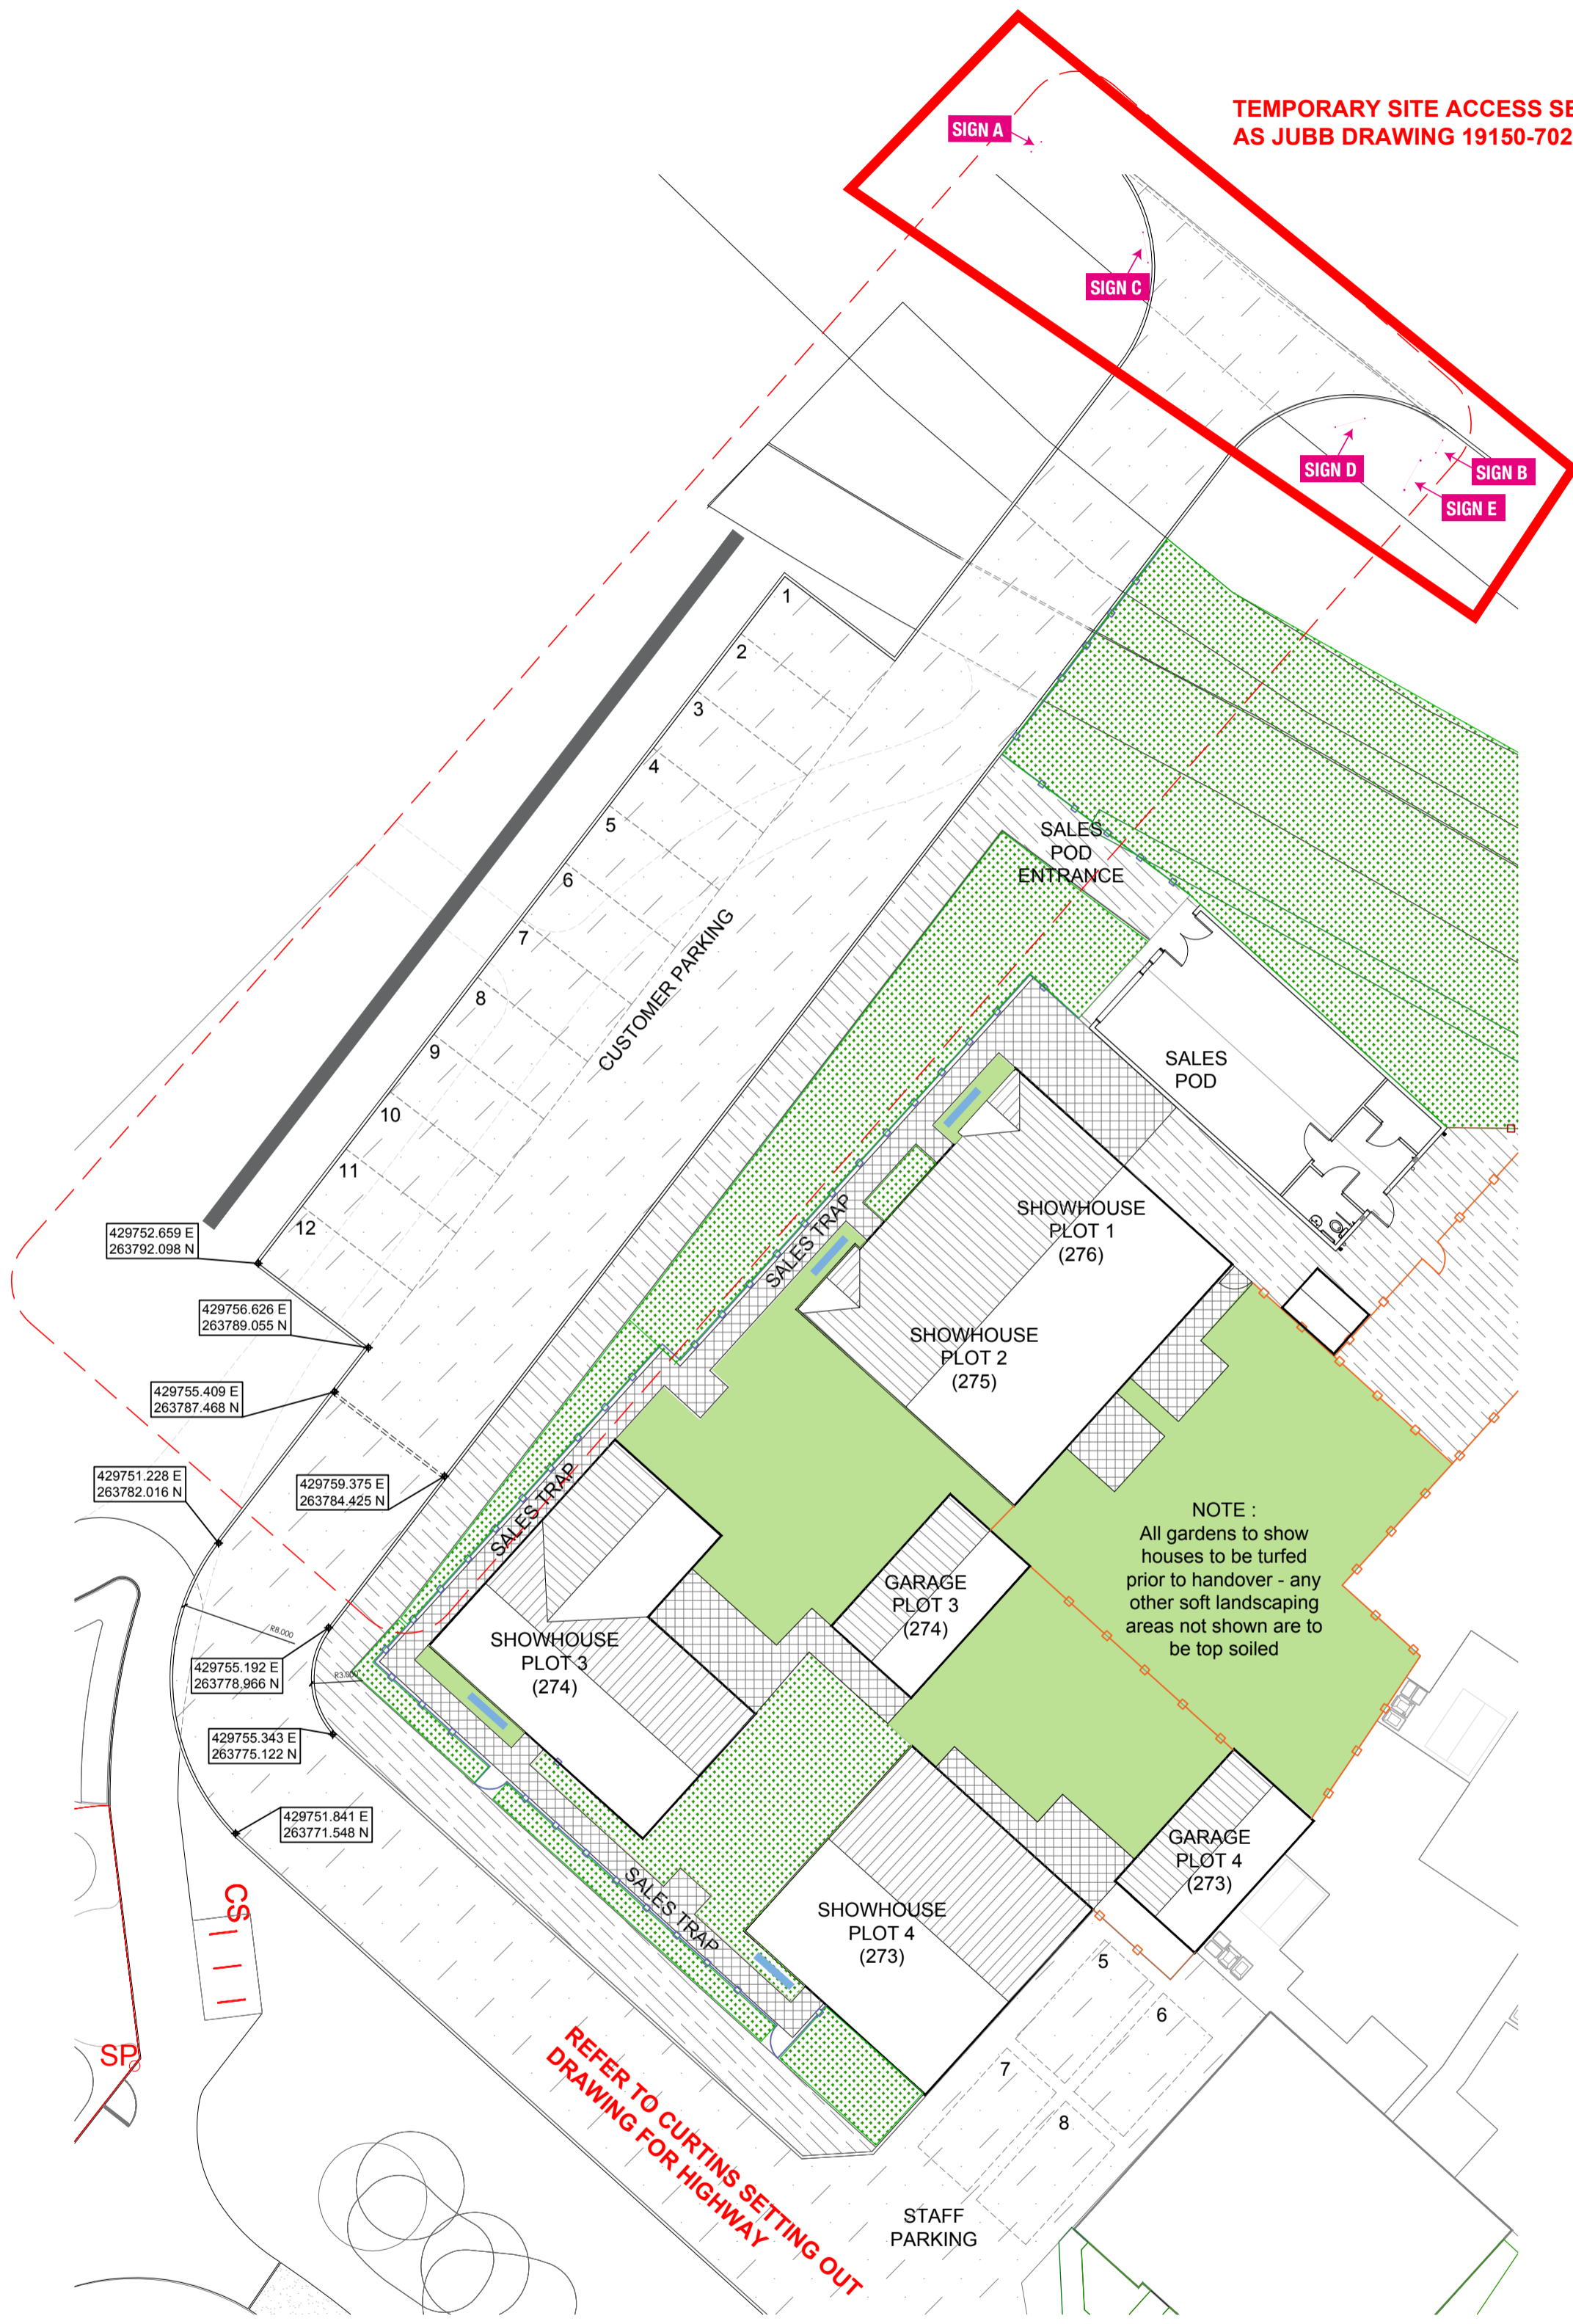 TEMPORARY SITE ACCESS
AS JUBB DRAWING 19150-702
SIGN A
SIGN C
SIGN D
SIGN B
SIGN E
1
2
3
4
5
6
7
8
9
10
11
12
CUSTOMER PARKING
SALES
POD
ENTRANCE
SALES
POD
SHOWHOUSE
PLOT 1
(276)
SALES TRAP
SHOWHOUSE
PLOT 2
(275)
429752.659 E
263792.098 N
429756.626 E
263789.055 N
429755.409 E
263787.468 N
429751.228 E
263782.016 N
429759.375 E
263784.425 N
SALES TRAP
NOTE :
All gardens to show
houses to be turfed
prior to handover - any
other soft landscaping
areas not shown are to
be top soiled
GARAGE
PLOT 3
(274)
SHOWHOUSE
PLOT 3
(274)
R8.000
429755.192 E
263778.966 N
R3.000
429755.343 E
263775.122 N
429751.841 E
263771.548 N
GARAGE
PLOT 4
(273)
SALES TRAP
SHOWHOUSE
PLOT 4
(273)
CS
SP
5
6
7
8
REFER TO CURTINS SETTING OUT
DRAWING FOR HIGHWAY
STAFF
PARKING